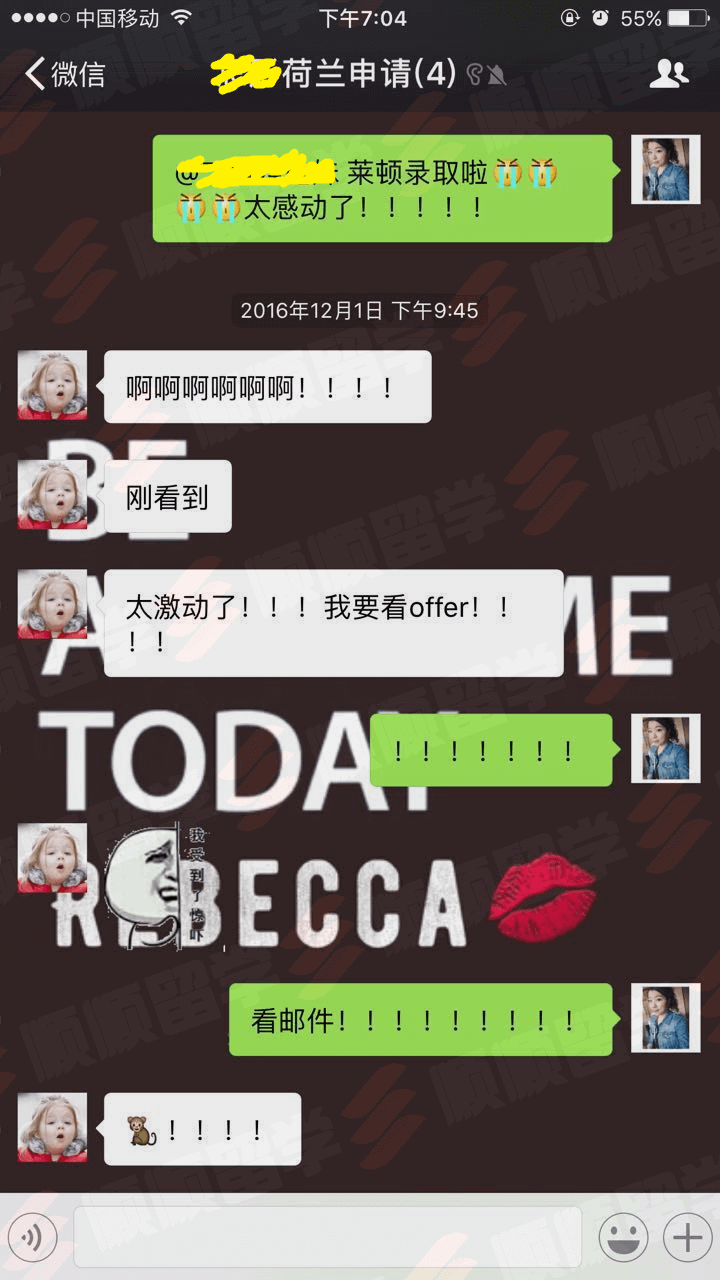 中国移动 下午7:04 55%
微信 荷兰申请(4)
@ 莱顿录取啦😭😭
😭😭太感动了！！！！！
2016年12月1日 下午9:45
啊啊啊啊啊啊！！！！
BE
刚看到
太激动了！！！我要看offer！！
！！
A ME
TODAY
！！！！！！！
我受到了惊吓
REBECCA
看邮件！！！！！！！！！
🐒！！！！
顺顺留学